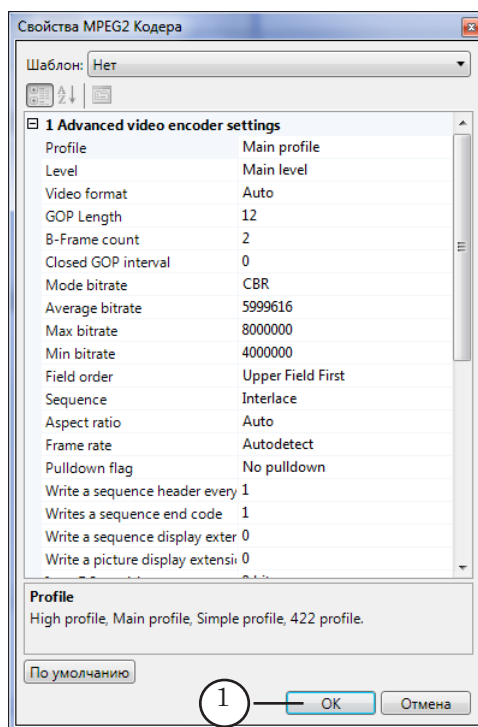 Свойства MPEG2 Кодера
Шаблон: Нет
1 Advanced video encoder settings
Profile Main profile
Level Main level
Video format Auto
GOP Length 12
B-Frame count 2
Closed GOP interval 0
Mode bitrate CBR
Average bitrate 5999616
Max bitrate 8000000
Min bitrate 4000000
Field order Upper Field First
Sequence Interlace
Aspect ratio Auto
Frame rate Autodetect
Pulldown flag No pulldown
Write a sequence header every 1
Writes a sequence end code 1
Write a sequence display exter 0
Write a picture display extensi 0
Profile
High profile, Main profile, Simple profile, 422 profile.
По умолчанию
1
OK Отмена